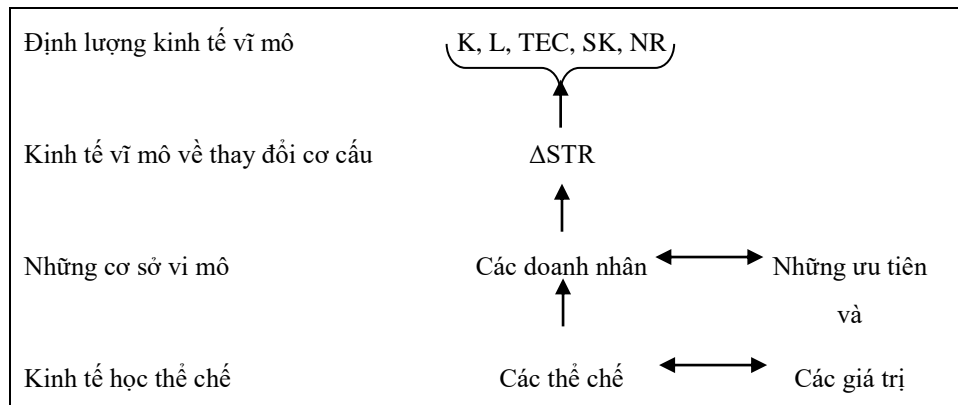 Định lượng kinh tế vĩ mô K, L, TEC, SK, NR
Kinh tế vĩ mô về thay đổi cơ cấu ΔSTR
Những cơ sở vi mô Các doanh nhân Những ưu tiên
và
Kinh tế học thể chế Các thể chế Các giá trị